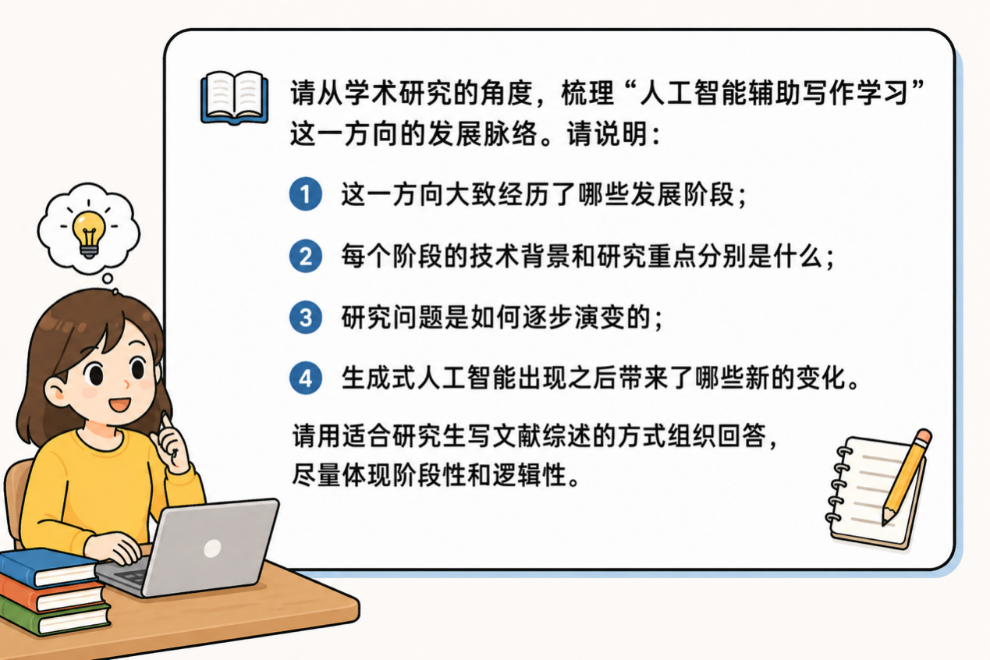 请从学术研究的角度，梳理“人工智能辅助写作学习”
这一方向的发展脉络。请说明：
1 这一方向大致经历了哪些发展阶段；
2 每个阶段的技术背景和研究重点分别是什么；
3 研究问题是如何逐步演变的；
4 生成式人工智能出现之后带来了哪些新的变化。
请用适合研究生写文献综述的方式组织回答，
尽量体现阶段性和逻辑性。